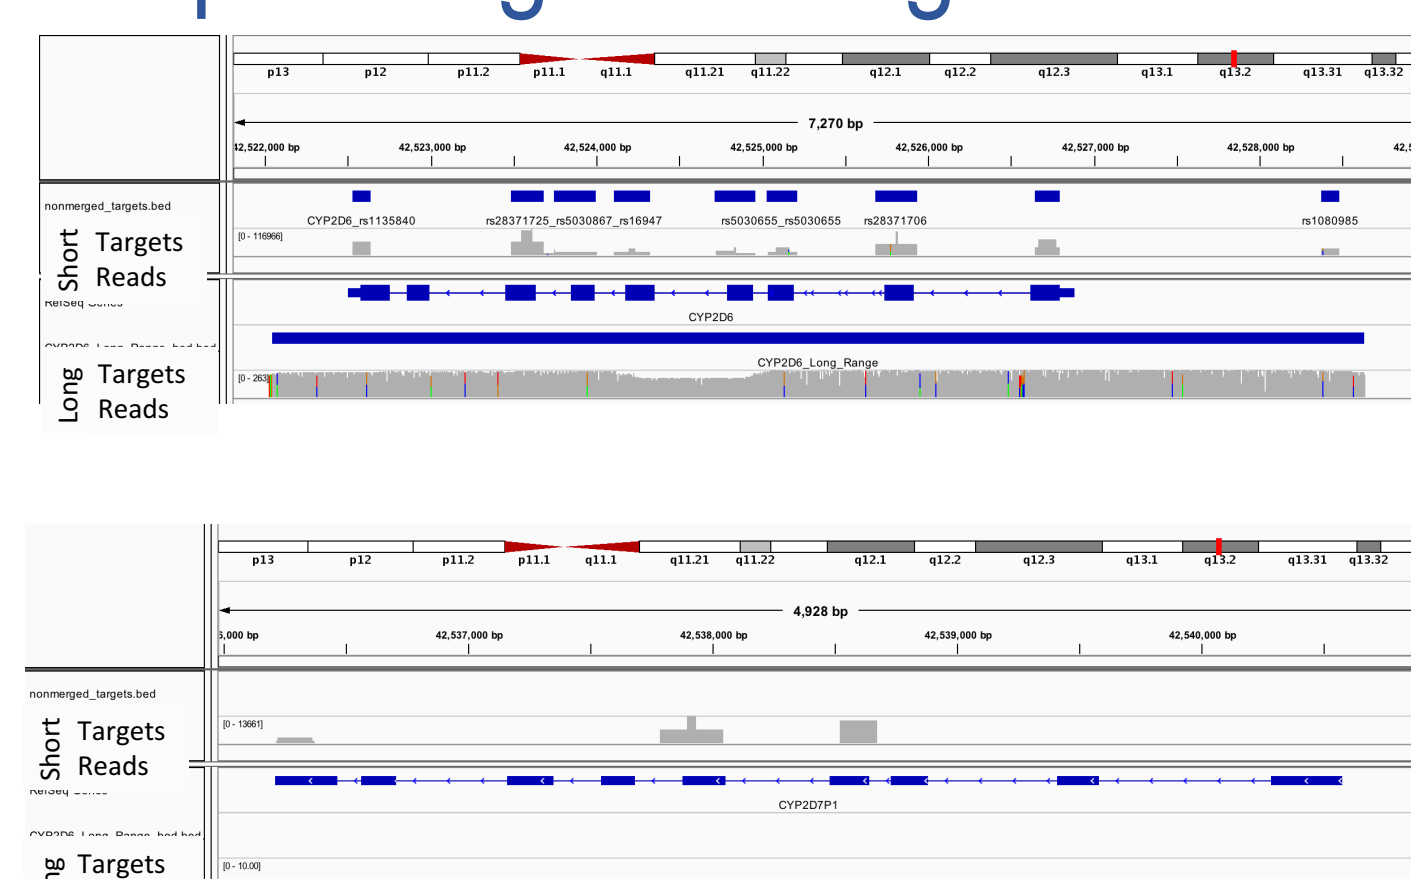 p13 p12 p11.2 p11.1 q11.1 q11.21 q11.22 q12.1 q12.2 q12.3 q13.1 q13.2 q13.31 q13.32
7,270 bp
42,522,000 bp 42,523,000 bp 42,524,000 bp 42,525,000 bp 42,526,000 bp 42,527,000 bp 42,528,000 bp
nonmerged_targets.bed
CYP2D6_rs1135840 rs28371725_rs5030867_rs16947 rs5030655_rs5030655 rs28371706 rs1080985
Short Targets
Reads
[0 - 116966]
CYP2D6
CYP2D6_Long_Range
Long Targets
Reads
[0 - 263]
p13 p12 p11.2 p11.1 q11.1 q11.21 q11.22 q12.1 q12.2 q12.3 q13.1 q13.2 q13.31 q13.32
4,928 bp
42,537,000 bp 42,538,000 bp 42,539,000 bp 42,540,000 bp
nonmerged_targets.bed
Short Targets
Reads
[0 - 13661]
CYP2D7P1
Targets
[0 - 10.00]